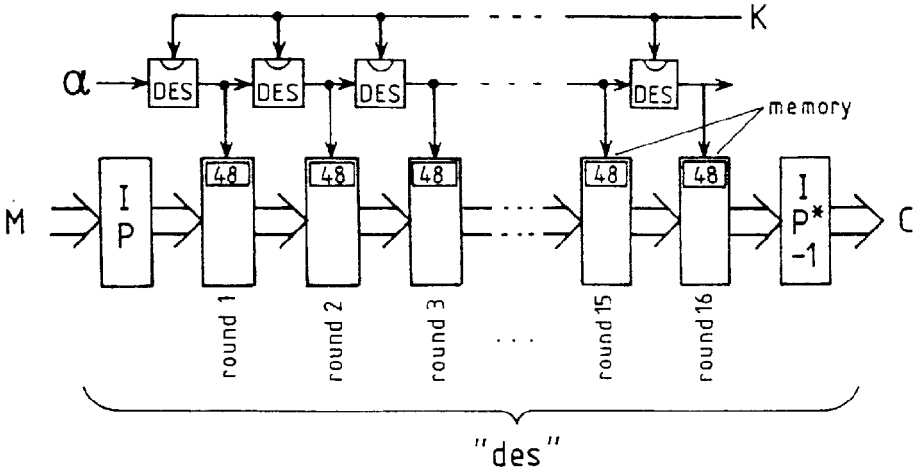 K
α
DES DES DES DES
memory
48 48 48 48 48
M
I
P
I
P*
-1
C
round 1
round 2
round 3
. . .
round 15
round 16
"des"